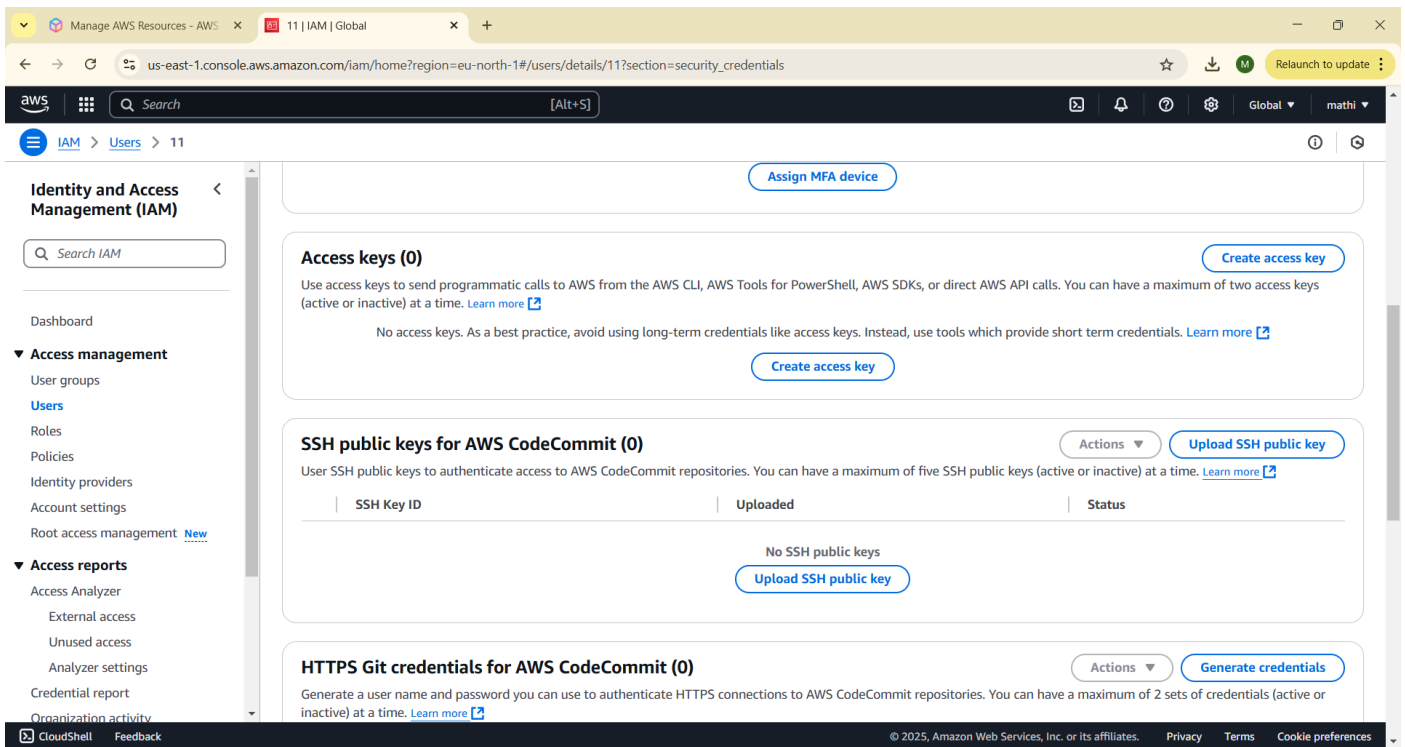 Manage AWS Resources - AWS
11 | IAM | Global
us-east-1.console.aws.amazon.com/iam/home?region=eu-north-1#/users/details/11?section=security_credentials
M
Relaunch to update
aws
Search
[Alt+S]
Global
mathi
IAM > Users > 11
Identity and Access
Management (IAM)
Search IAM
Dashboard
Access management
User groups
Users
Roles
Policies
Identity providers
Account settings
Root access management New
Access reports
Access Analyzer
External access
Unused access
Analyzer settings
Credential report
Organization activity
Assign MFA device
Access keys (0)
Create access key
Use access keys to send programmatic calls to AWS from the AWS CLI, AWS Tools for PowerShell, AWS SDKs, or direct AWS API calls. You can have a maximum of two access keys
(active or inactive) at a time. Learn more
No access keys. As a best practice, avoid using long-term credentials like access keys. Instead, use tools which provide short term credentials. Learn more
Create access key
SSH public keys for AWS CodeCommit (0)
Actions
Upload SSH public key
User SSH public keys to authenticate access to AWS CodeCommit repositories. You can have a maximum of five SSH public keys (active or inactive) at a time. Learn more
SSH Key ID
Uploaded
Status
No SSH public keys
Upload SSH public key
HTTPS Git credentials for AWS CodeCommit (0)
Actions
Generate credentials
Generate a user name and password you can use to authenticate HTTPS connections to AWS CodeCommit repositories. You can have a maximum of 2 sets of credentials (active or
inactive) at a time. Learn more
CloudShell
Feedback
© 2025, Amazon Web Services, Inc. or its affiliates.
Privacy
Terms
Cookie preferences